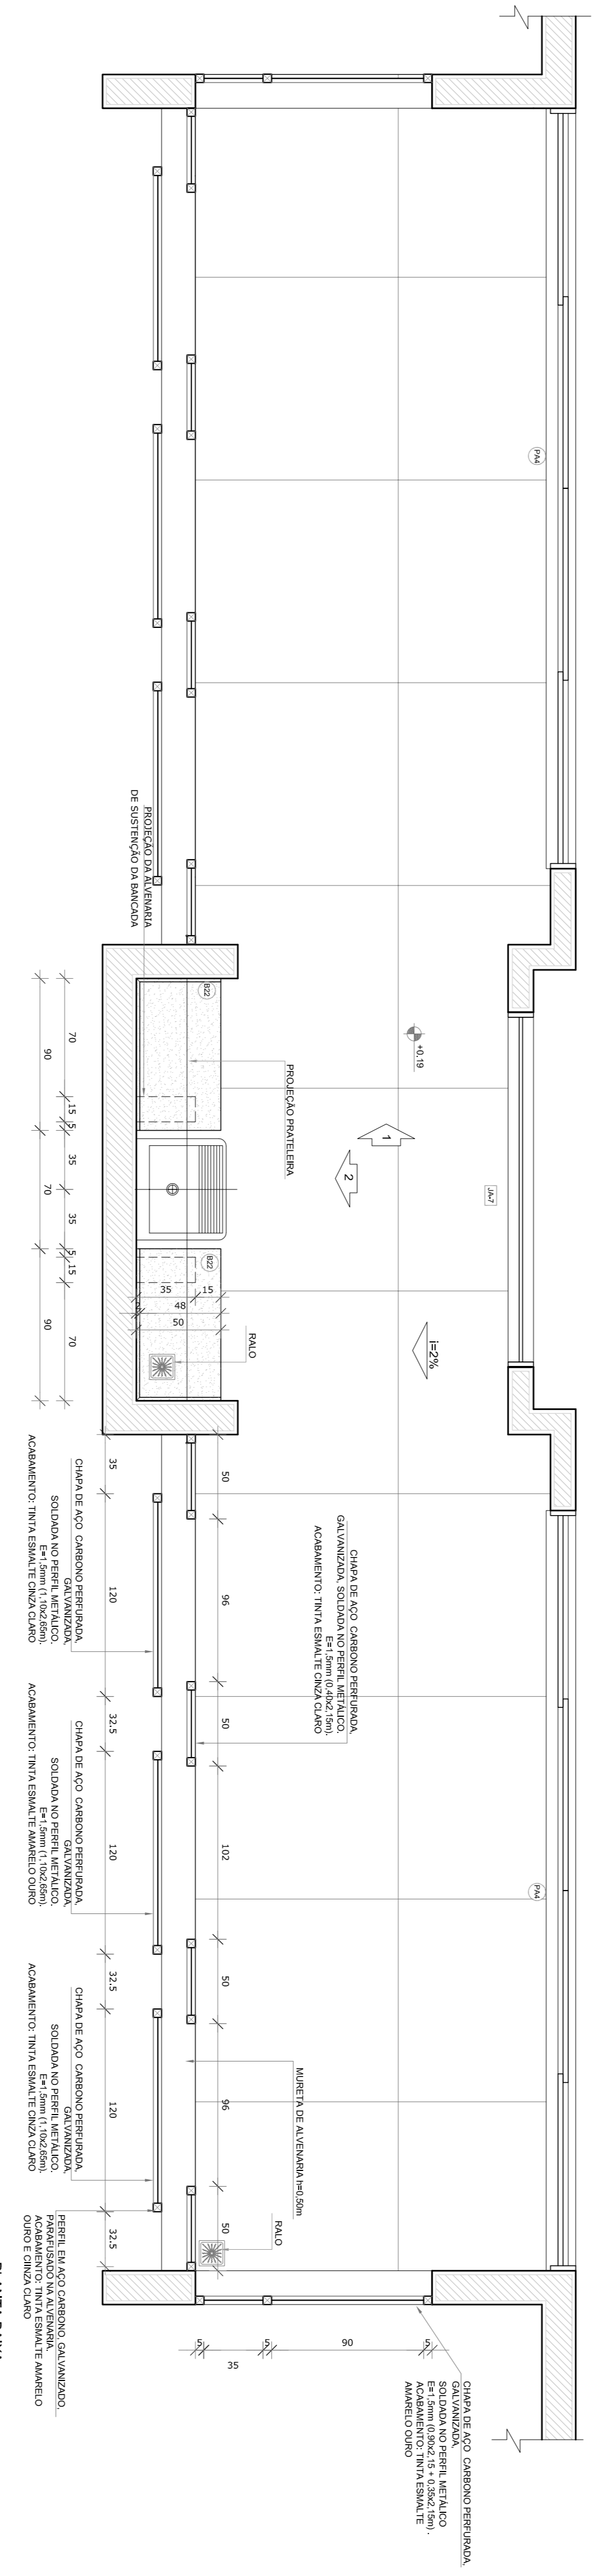 PA4
PROJEÇÃO DA ALVENARIA
DE SUSTENÇÃO DA BANCADA
B22
+0.19
PROJEÇÃO PRATELEIRA
1
2
JA-7
i=2%
70
15
5
35
35
5
15
70
90
70
90
B22
35
15
2
48
50
RALO
35
120
32.5
120
32.5
120
32.5
50
96
50
102
50
96
50
CHAPA DE AÇO CARBONO PERFURADA,
GALVANIZADA, SOLDADA NO PERFIL METÁLICO.
E=1,5mm (0,40x2,15m).
ACABAMENTO: TINTA ESMALTE CINZA CLARO
CHAPA DE AÇO CARBONO PERFURADA,
GALVANIZADA,
SOLDADA NO PERFIL METÁLICO.
E=1,5mm (1,10x2,65m).
ACABAMENTO: TINTA ESMALTE CINZA CLARO
CHAPA DE AÇO CARBONO PERFURADA,
GALVANIZADA,
SOLDADA NO PERFIL METÁLICO.
E=1,5mm (1,10x2,65m).
ACABAMENTO: TINTA ESMALTE AMARELO OURO
PA4
CHAPA DE AÇO CARBONO PERFURADA,
GALVANIZADA,
SOLDADA NO PERFIL METÁLICO.
E=1,5mm (1,10x2,65m).
ACABAMENTO: TINTA ESMALTE CINZA CLARO
MURETA DE ALVENARIA h=0,50m
RALO
PERFIL EM AÇO CARBONO, GALVANIZADO,
PARAFUSADO NA ALVENARIA.
ACABAMENTO: TINTA ESMALTE AMARELO
OURO E CIINZA CLARO
5
35
5
90
5
CHAPA DE AÇO CARBONO PERFURADA,
GALVANIZADA,
SOLDADA NO PERFIL METÁLICO
E=1,5mm (0,90x2,15 + 0,35x2,15m) .
ACABAMENTO: TINTA ESMALTE
AMARELO OURO